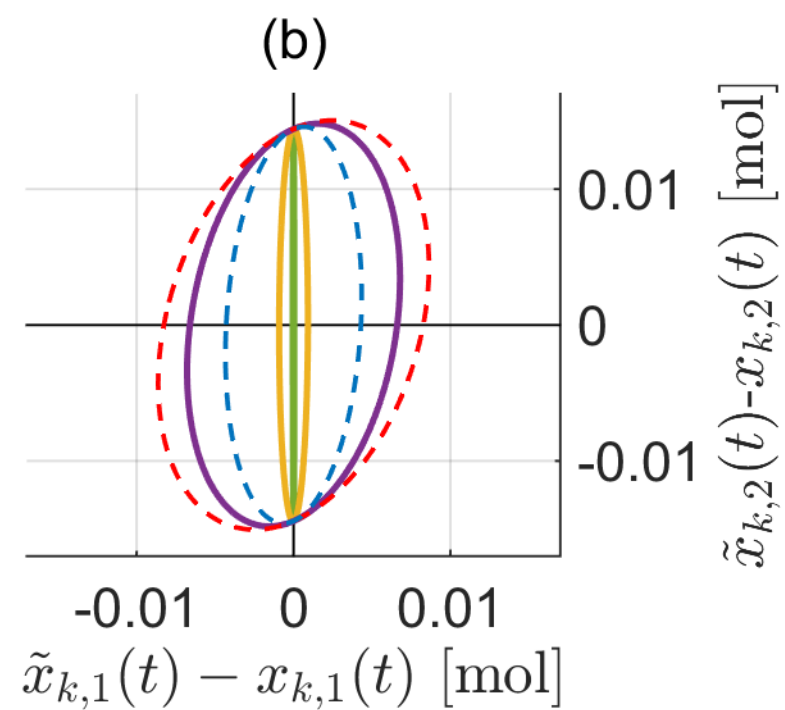 (b)
0.01
0
-0.01
x̃ₖ,₂(t)-xₖ,₂(t) [mol]
-0.01 0 0.01
x̃ₖ,₁(t) − xₖ,₁(t) [mol]